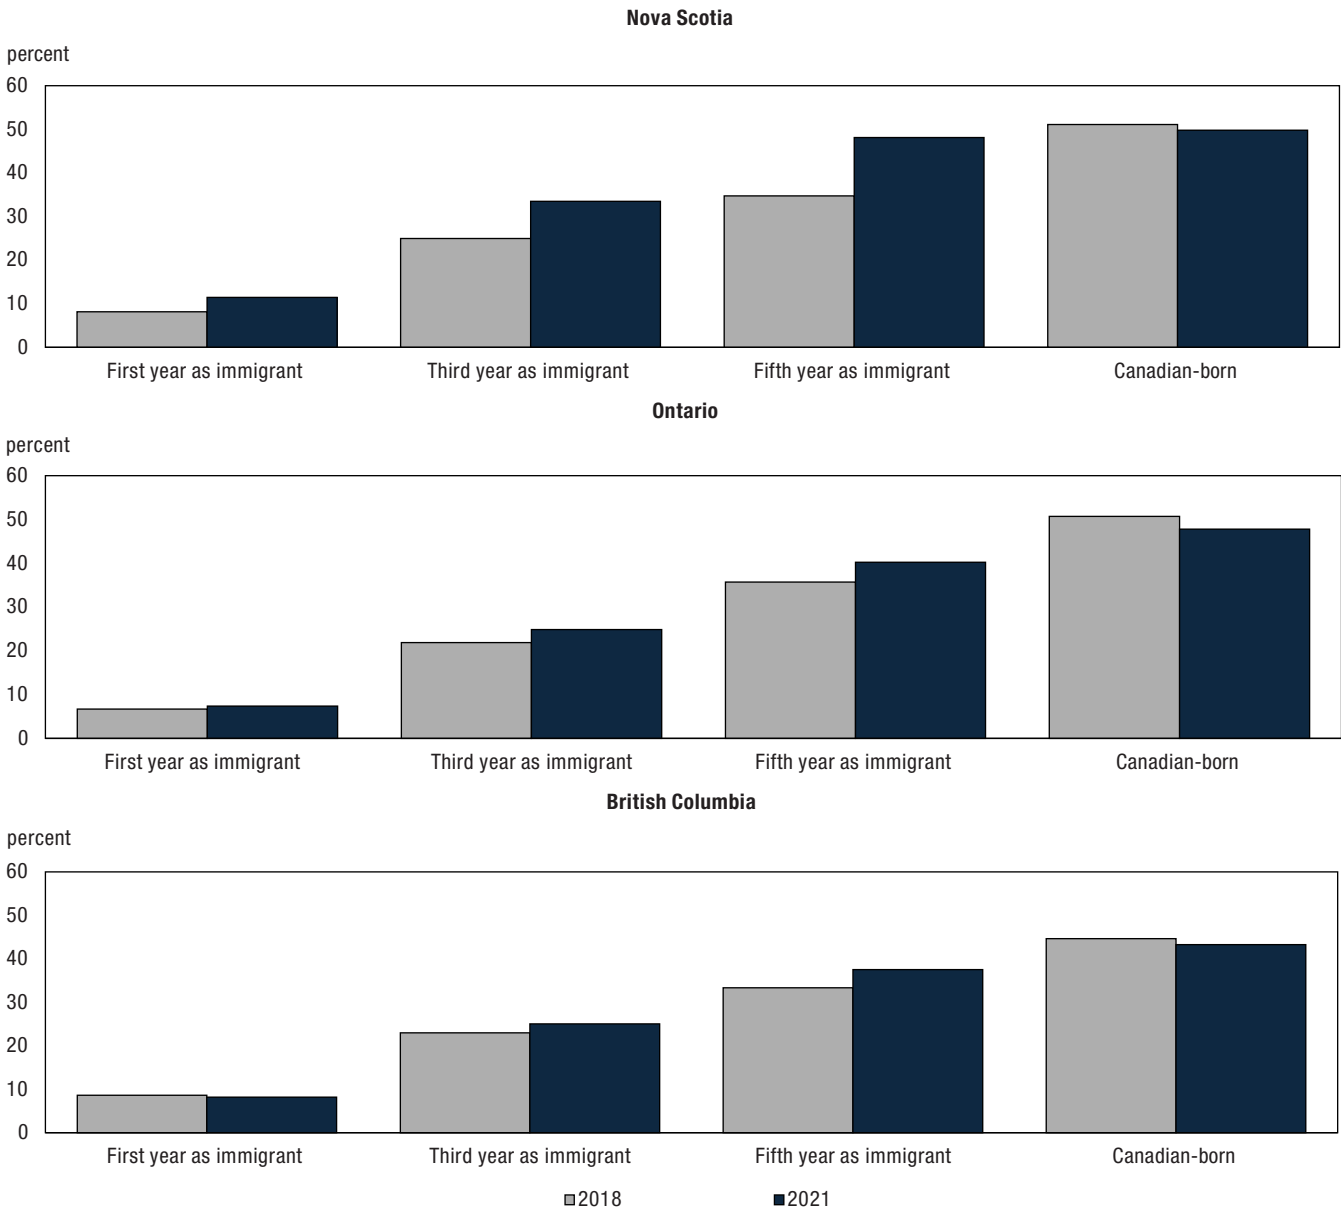 Nova Scotia
percent
60
50
40
30
20
10
0
First year as immigrant Third year as immigrant Fifth year as immigrant Canadian-born
Ontario
percent
60
50
40
30
20
10
0
First year as immigrant Third year as immigrant Fifth year as immigrant Canadian-born
British Columbia
percent
60
50
40
30
20
10
0
First year as immigrant Third year as immigrant Fifth year as immigrant Canadian-born
2018 2021